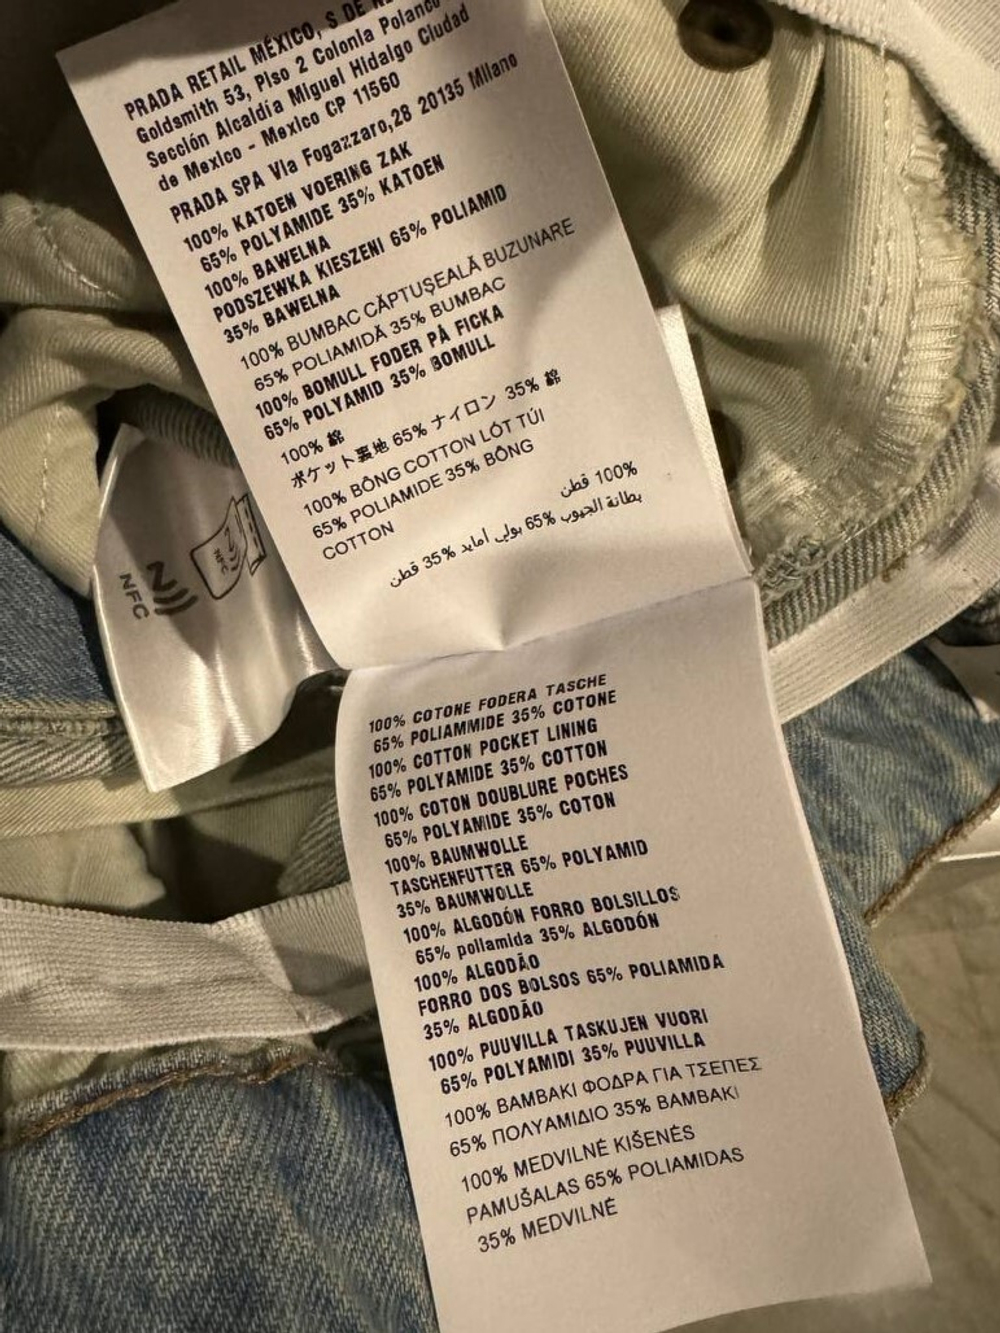 PRADA RETAIL MÉXICO, S DE
Goldsmith 53, Piso 2 Colonia Polanco
Sección Alcaldía Miguel Hidalgo Ciudad
de Mexico - Mexico CP 11560
PRADA SPA Via Fogazzaro,28 20135 Milano
100% KATOEN VOERING ZAK
65% POLYAMIDE 35% KATOEN
100% BAWELNA
PODSZEWKA KIESZENI 65% POLIAMID
35% BAWELNA
100% BUMBAC CĂPTUŞEALĂ BUZUNARE
65% POLIAMIDĂ 35% BUMBAC
100% BOMULL FODER PÅ FICKA
65% POLYAMID 35% BOMULL
100% 綿
ポケット裏地 65% ナイロン 35% 綿
100% BÔNG COTTON LÓT TÚI
65% POLIAMIDE 35% BÔNG
COTTON
100% قطن
بطانة الجيوب 65% بولي أمايد 35% قطن
NFC
NFC
100% COTONE FODERA TASCHE
65% POLIAMMIDE 35% COTONE
100% COTTON POCKET LINING
65% POLYAMIDE 35% COTTON
100% COTON DOUBLURE POCHES
65% POLYAMIDE 35% COTON
100% BAUMWOLLE
TASCHENFUTTER 65% POLYAMID
35% BAUMWOLLE
100% ALGODÓN FORRO BOLSILLOS
65% poliamida 35% ALGODÓN
100% ALGODÃO
FORRO DOS BOLSOS 65% POLIAMIDA
35% ALGODÃO
100% PUUVILLA TASKUJEN VUORI
65% POLYAMIDI 35% PUUVILLA
100% ΒΑΜΒΑΚΙ ΦΟΔΡΑ ΓΙΑ ΤΣΕΠΕΣ
65% ΠΟΛΥΑΜΙΔΙΟ 35% ΒΑΜΒΑΚΙ
100% MEDVILNĖ KIŠENĖS
PAMUŠALAS 65% POLIAMIDAS
35% MEDVILNĖ